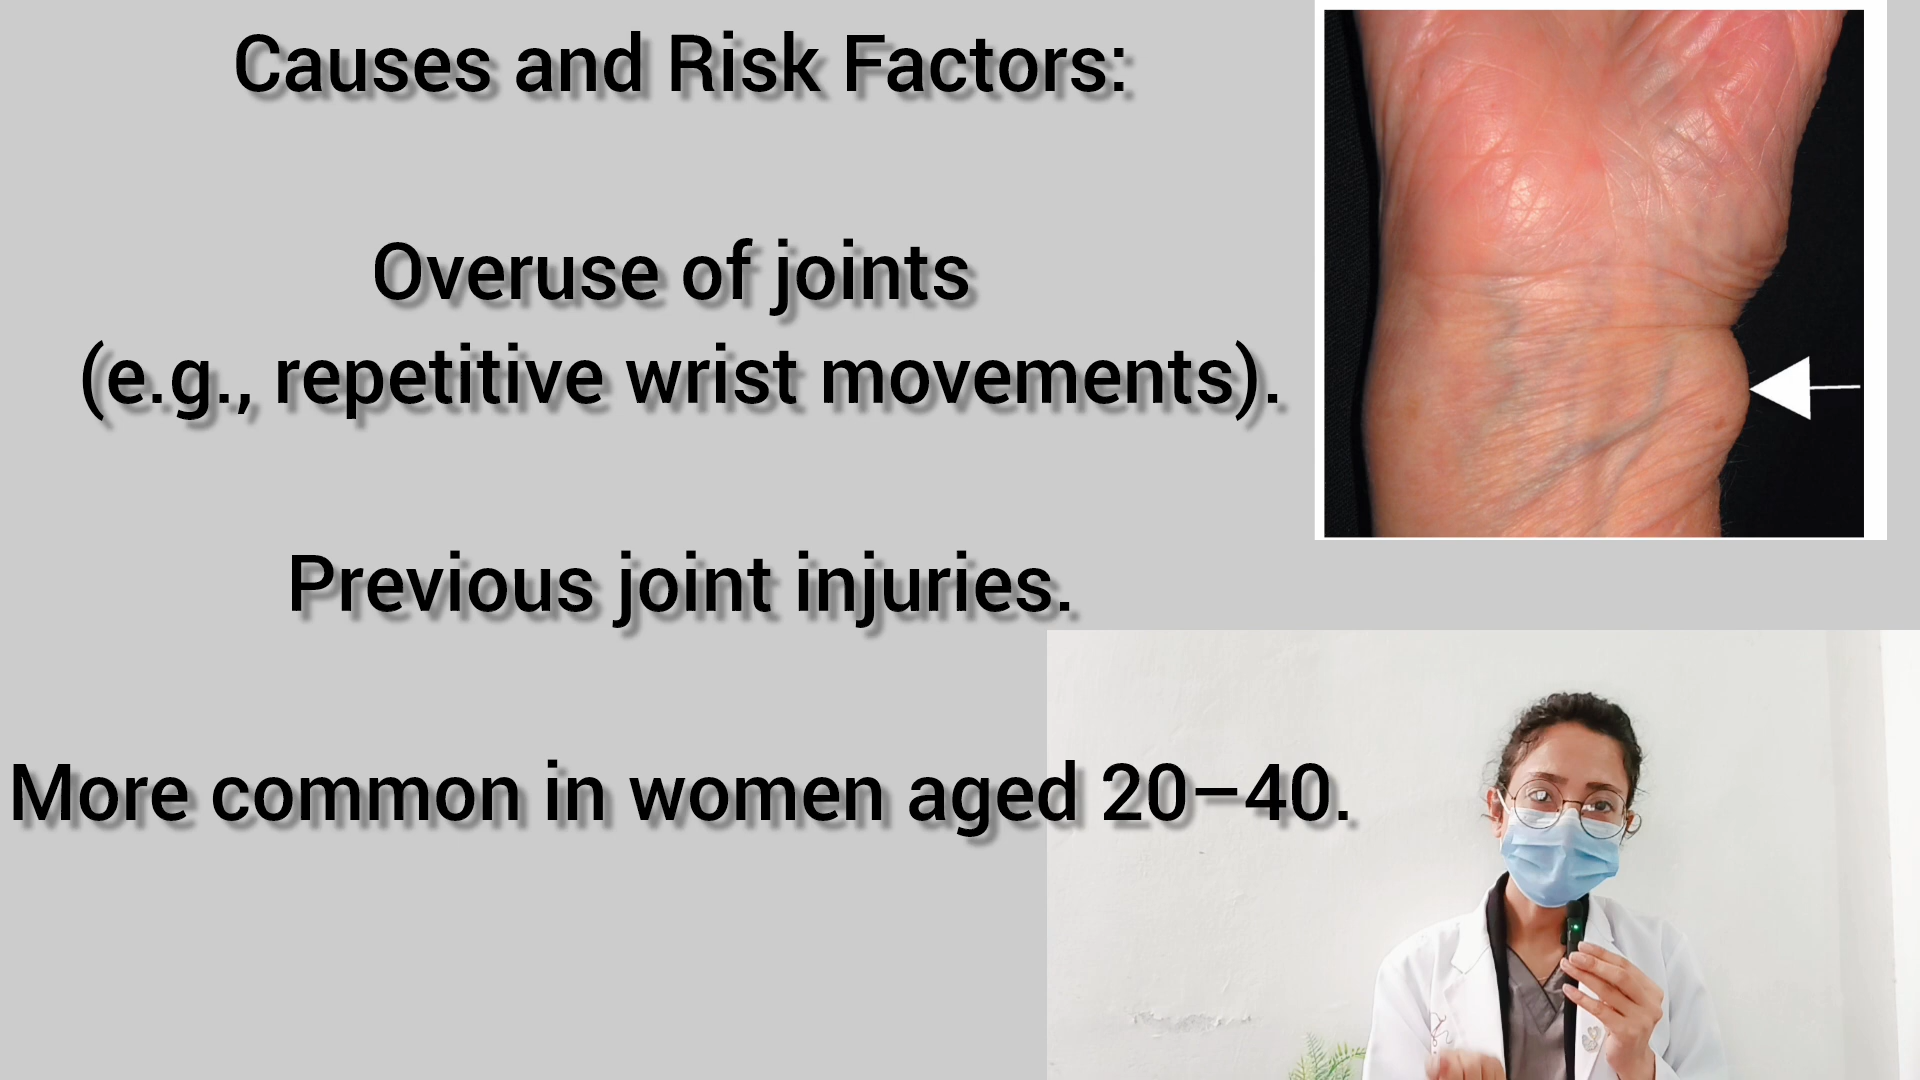 Causes and Risk Factors:
Overuse of joints
(e.g., repetitive wrist movements).
Previous joint injuries.
More common in women aged 20–40.